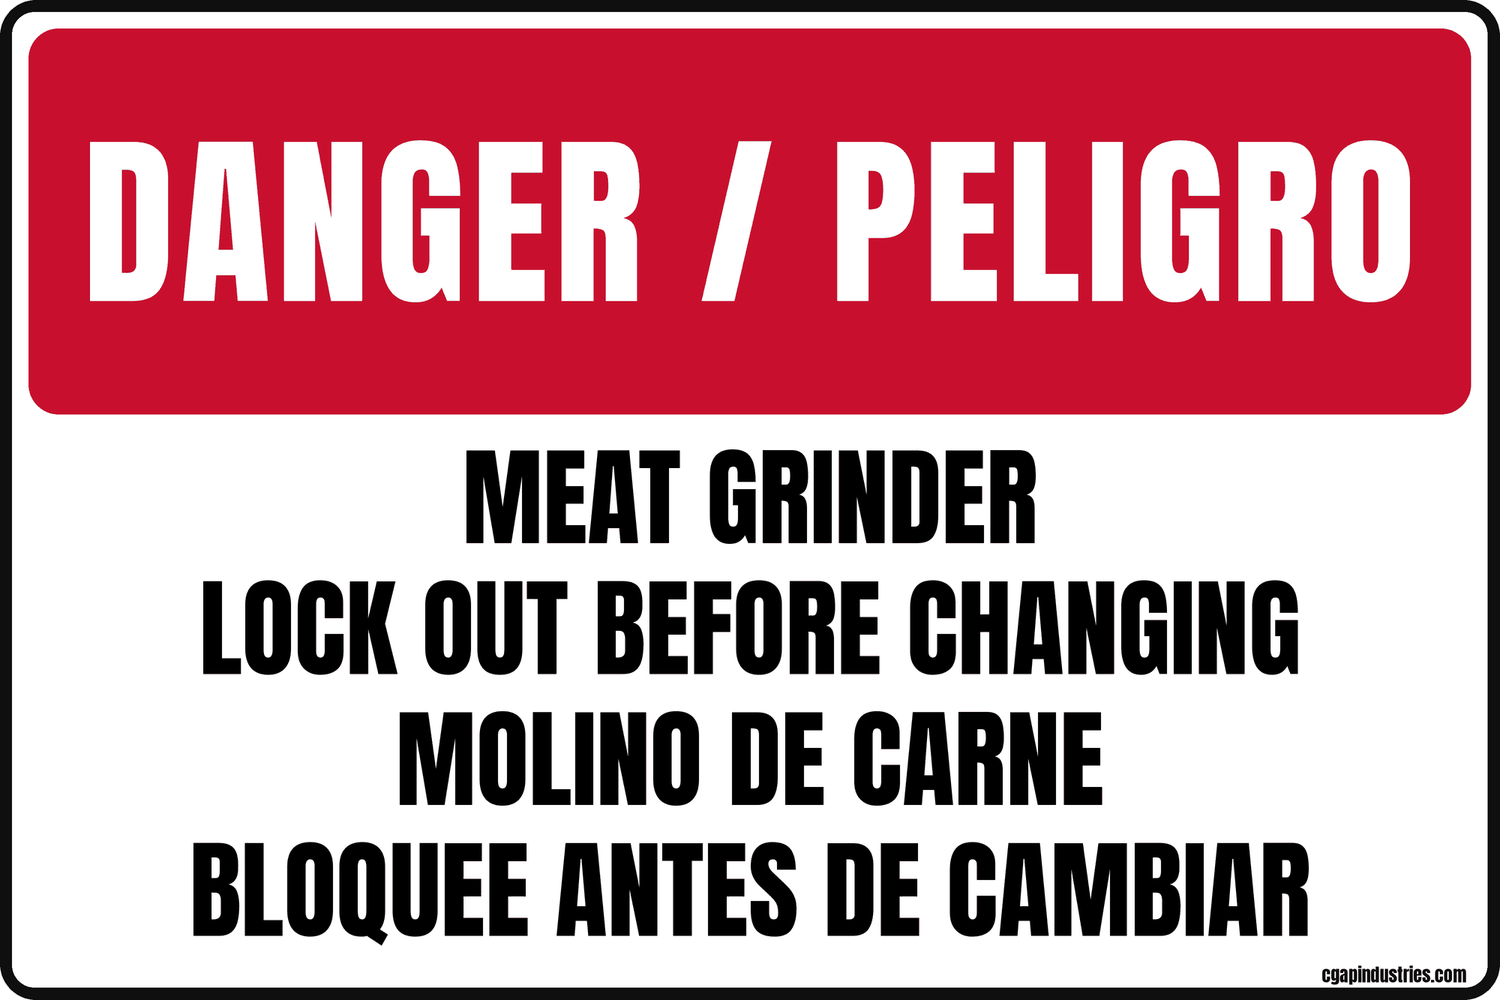 DANGER / PELIGRO
MEAT GRINDER
LOCK OUT BEFORE CHANGING
MOLINO DE CARNE
BLOQUEE ANTES DE CAMBIAR
cgapindustries.com